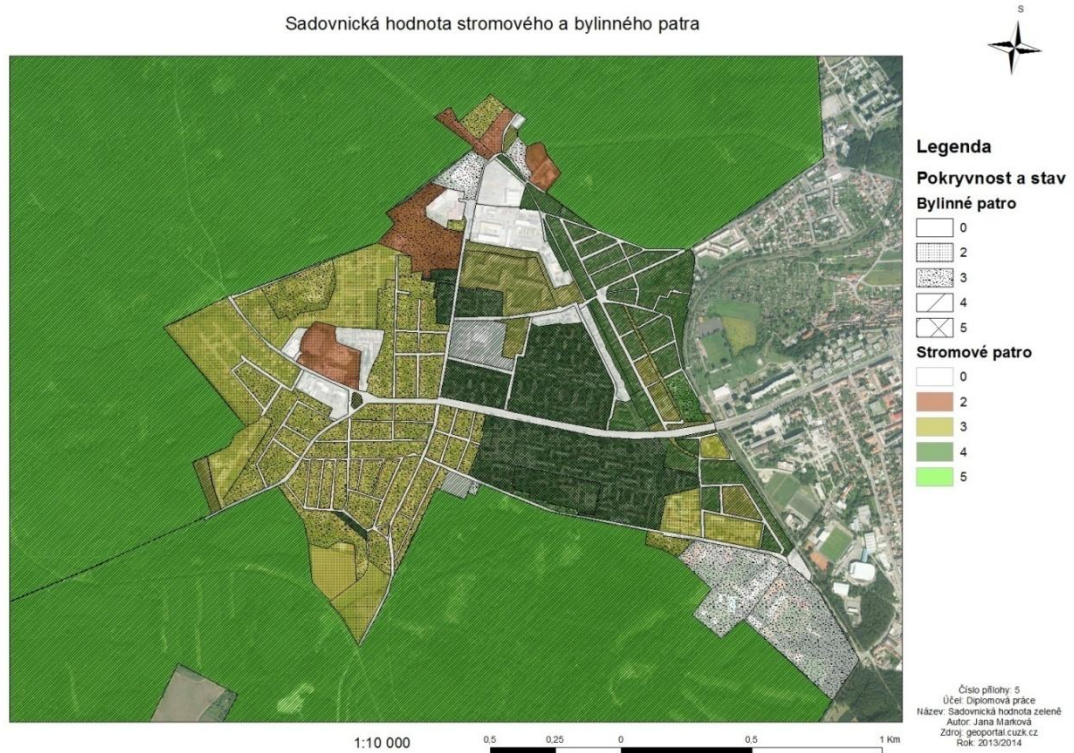 Sadovnická hodnota stromového a bylinného patra
S
Legenda
Pokryvnost a stav
Bylinné patro
0
2
3
4
5
Stromové patro
0
2
3
4
5
Číslo přílohy: 5
Účel: Diplomová práce
Název: Sadovnická hodnota zeleně
Autor: Jana Marková
Zdroj: geoportal.cuzk.cz
Rok: 2013/2014
1:10 000
0,5 0,25 0 0,5 1 Km